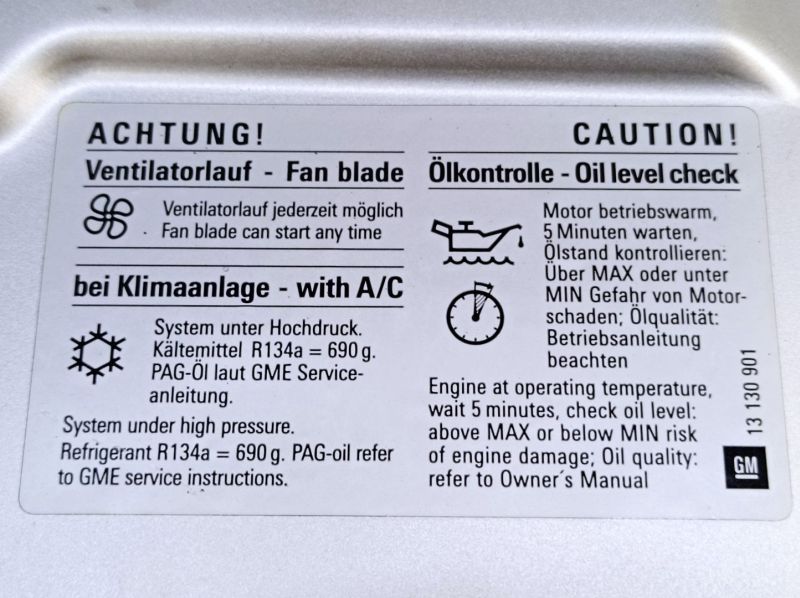 ACHTUNG!
CAUTION!
Ventilatorlauf - Fan blade
Ventilatorlauf jederzeit möglich
Fan blade can start any time
bei Klimaanlage - with A/C
System unter Hochdruck.
Kältemittel R134a = 690 g.
PAG-Öl laut GME Service-
anleitung.
System under high pressure.
Refrigerant R134a = 690 g. PAG-oil refer
to GME service instructions.
Ölkontrolle - Oil level check
Motor betriebswarm,
5 Minuten warten,
Ölstand kontrollieren:
Über MAX oder unter
MIN Gefahr von Motor-
schaden; Ölqualität:
Betriebsanleitung
beachten
Engine at operating temperature,
wait 5 minutes, check oil level:
above MAX or below MIN risk
of engine damage; Oil quality:
refer to Owner´s Manual
13 130 901
GM